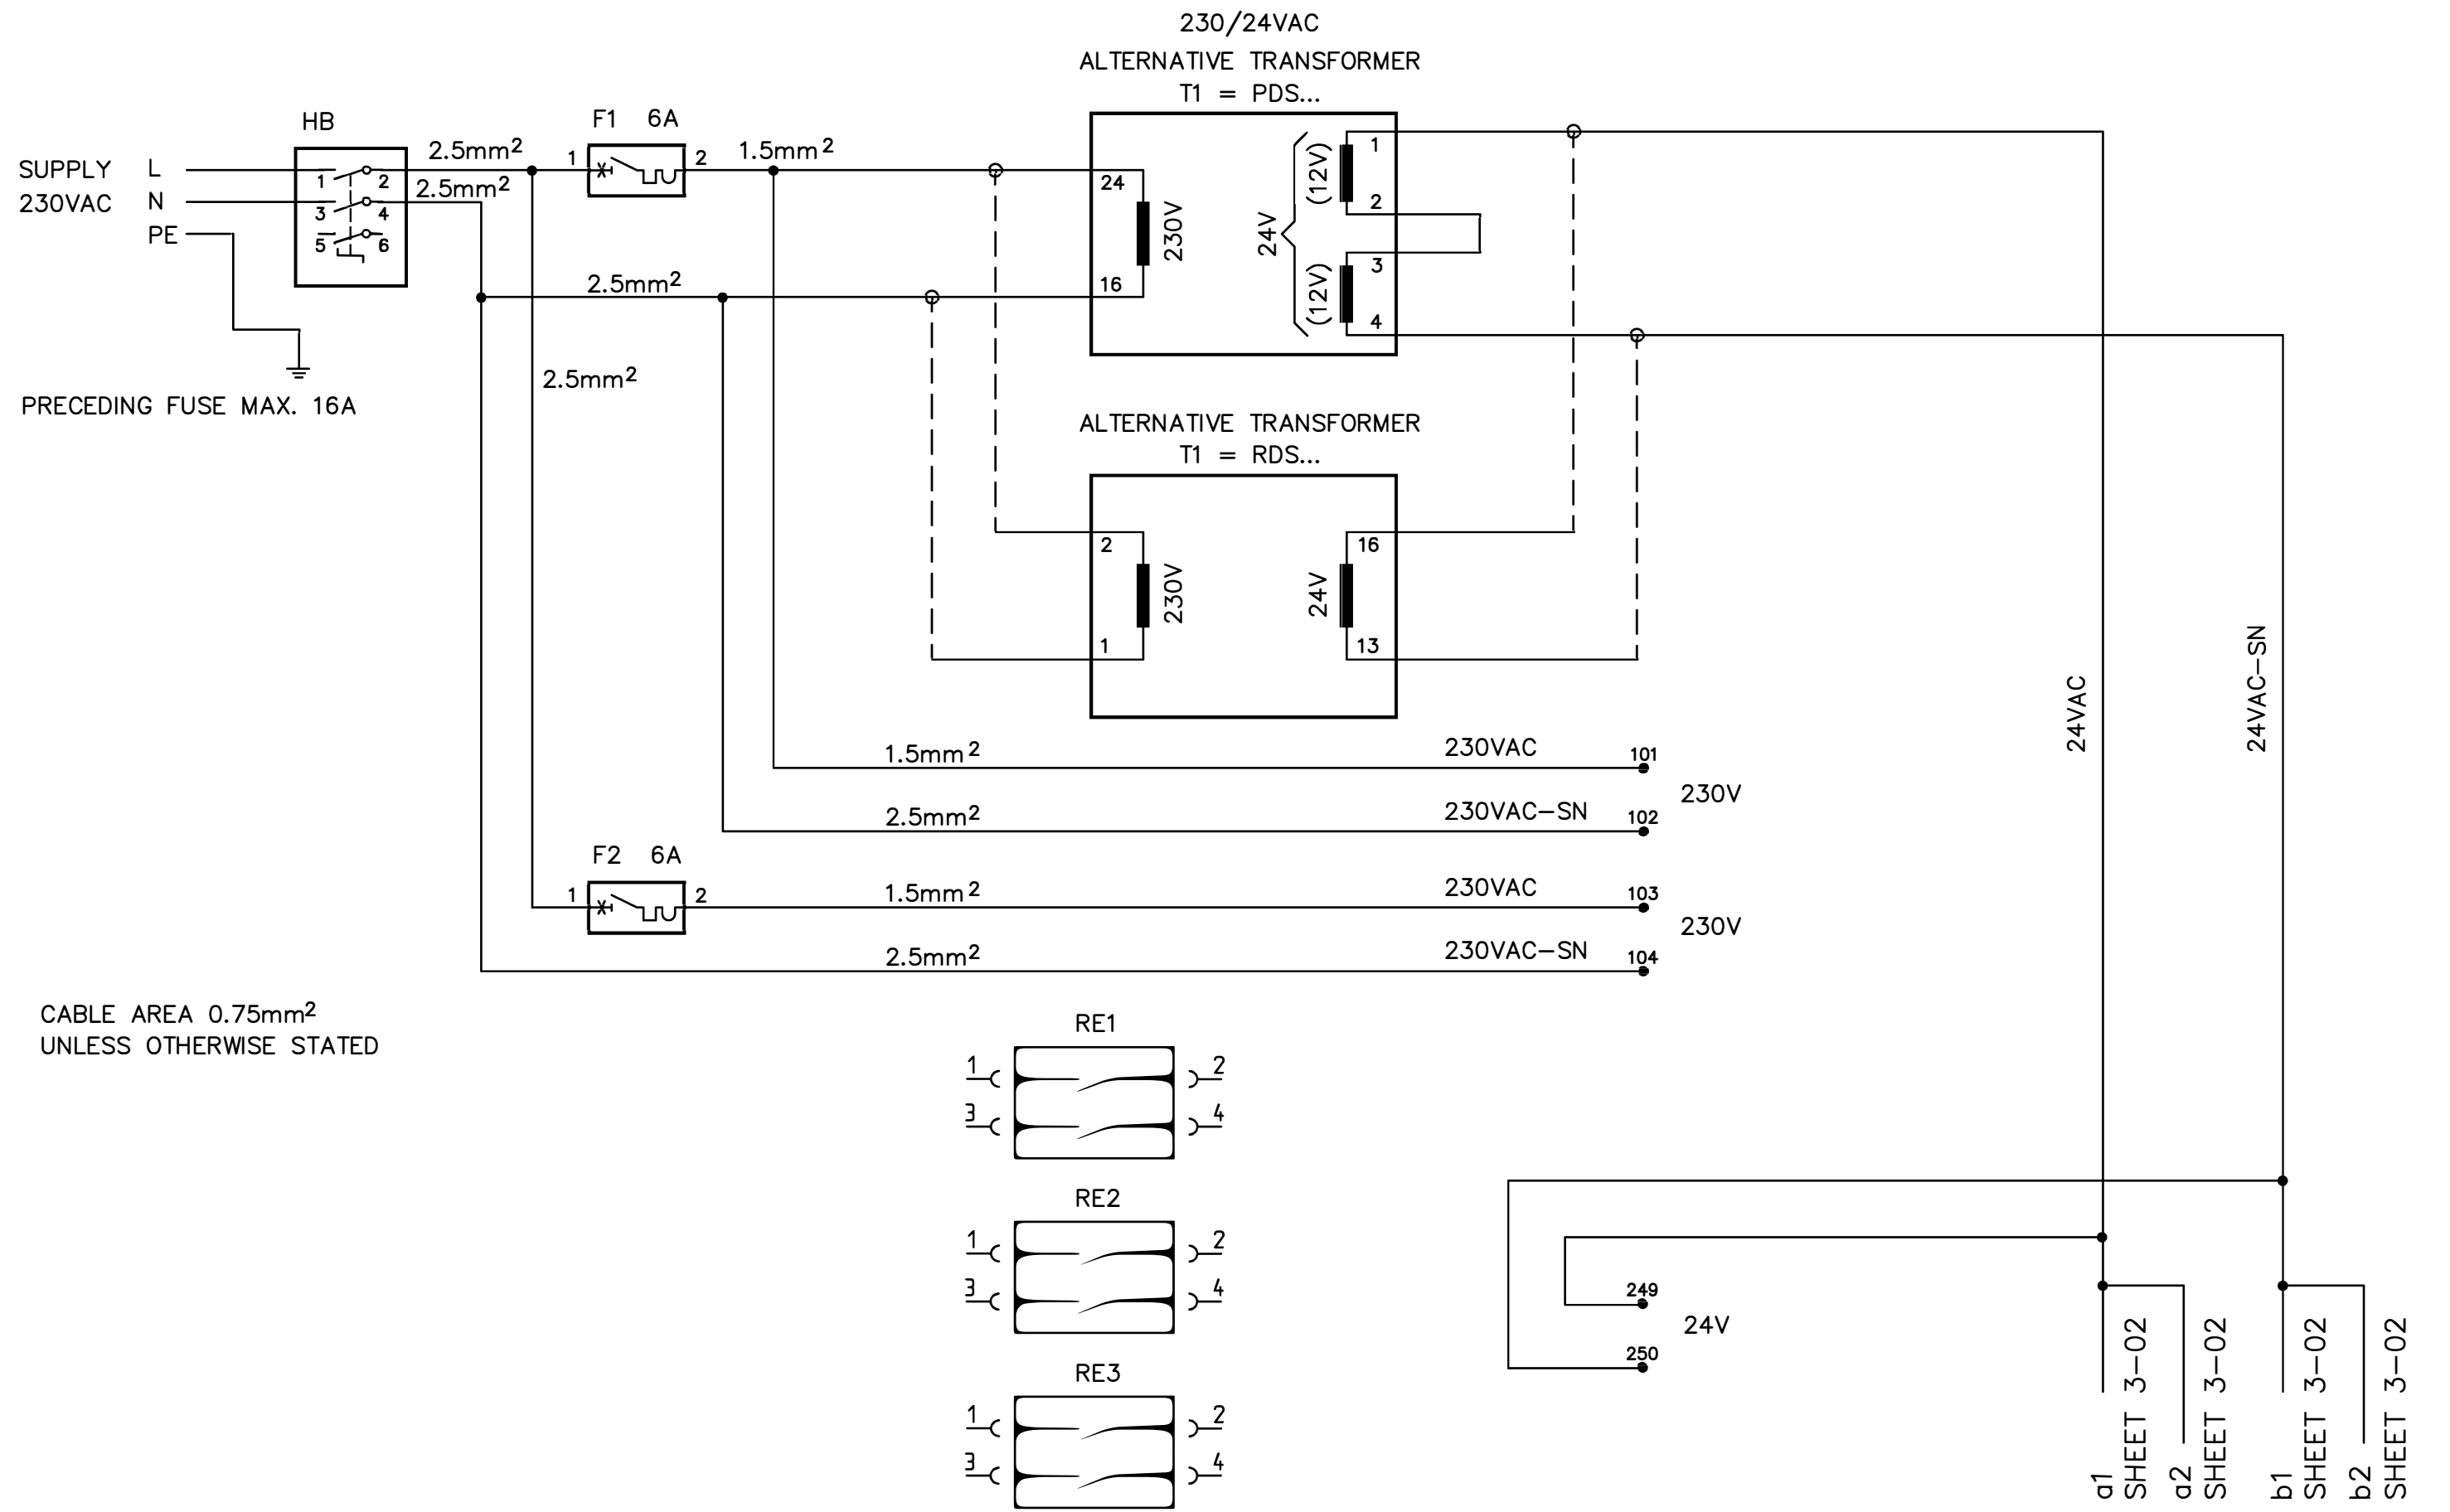 230/24VAC
ALTERNATIVE TRANSFORMER
T1 = PDS...
HB
F1 6A
SUPPLY L
230VAC N
PE
1 2
3 4
5 6
2.5mm²
2.5mm²
1 2
1.5mm²
24
16
230V
24V
(12V)
(12V)
1
2
3
4
2.5mm²
2.5mm²
PRECEDING FUSE MAX. 16A
ALTERNATIVE TRANSFORMER
T1 = RDS...
2
1
230V
24V
16
13
24VAC
24VAC-SN
1.5mm² 230VAC 101
230V
2.5mm² 230VAC-SN 102
F2 6A
1 2
1.5mm² 230VAC 103
230V
2.5mm² 230VAC-SN 104
CABLE AREA 0.75mm²
UNLESS OTHERWISE STATED
RE1
1 2
3 4
RE2
1 2
3 4
RE3
1 2
3 4
249
24V
250
a1
SHEET 3-02
a2
SHEET 3-02
b1
SHEET 3-02
b2
SHEET 3-02